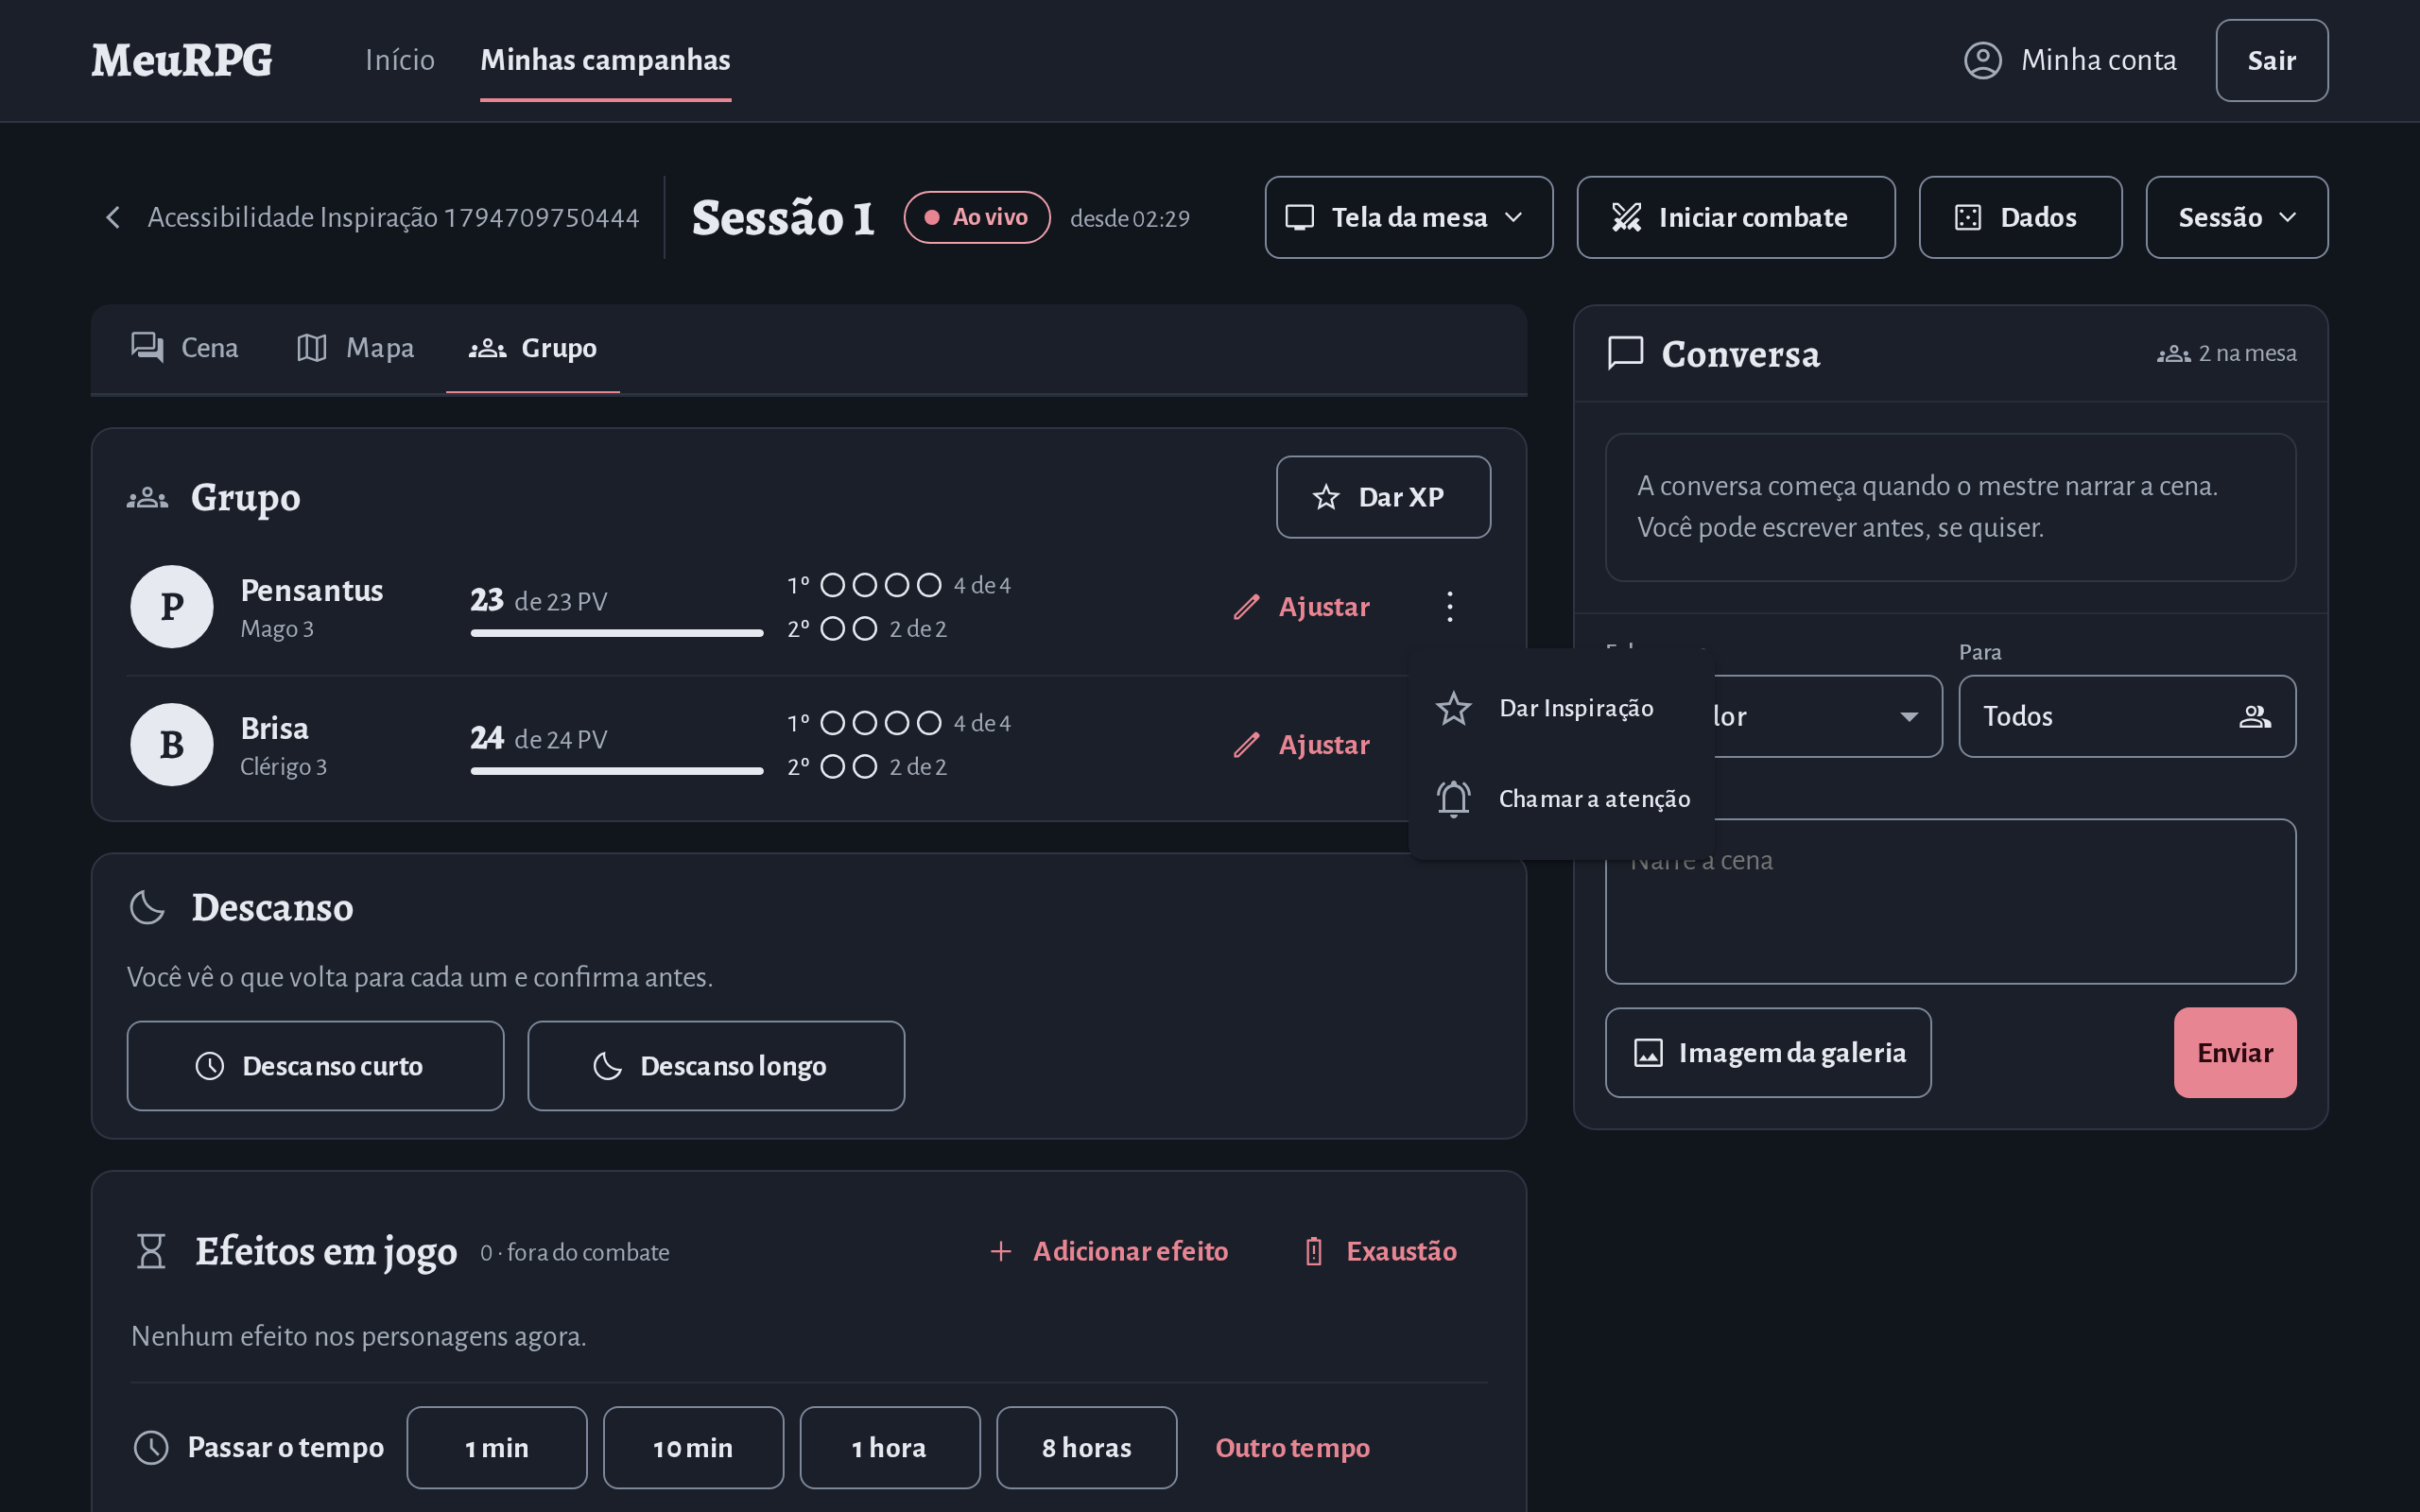 MeuRPG
Início
Minhas campanhas
Minha conta
Sair
Acessibilidade Inspiração 1794709750444
Sessão 1
Ao vivo
desde 02:29
Tela da mesa
Iniciar combate
Dados
Sessão
Cena
Mapa
Grupo
Grupo
Dar XP
P
Pensantus
Mago 3
23 de 23 PV
1º 4 de 4
2º 2 de 2
Ajustar
B
Brisa
Clérigo 3
24 de 24 PV
1º 4 de 4
2º 2 de 2
Ajustar
Dar Inspiração
Chamar a atenção
Descanso
Você vê o que volta para cada um e confirma antes.
Descanso curto
Descanso longo
Efeitos em jogo
0 · fora do combate
Adicionar efeito
Exaustão
Nenhum efeito nos personagens agora.
Passar o tempo
1 min
10 min
1 hora
8 horas
Outro tempo
Conversa
2 na mesa
A conversa começa quando o mestre narrar a cena.
Você pode escrever antes, se quiser.
Para
Todos
Narre a cena
Imagem da galeria
Enviar